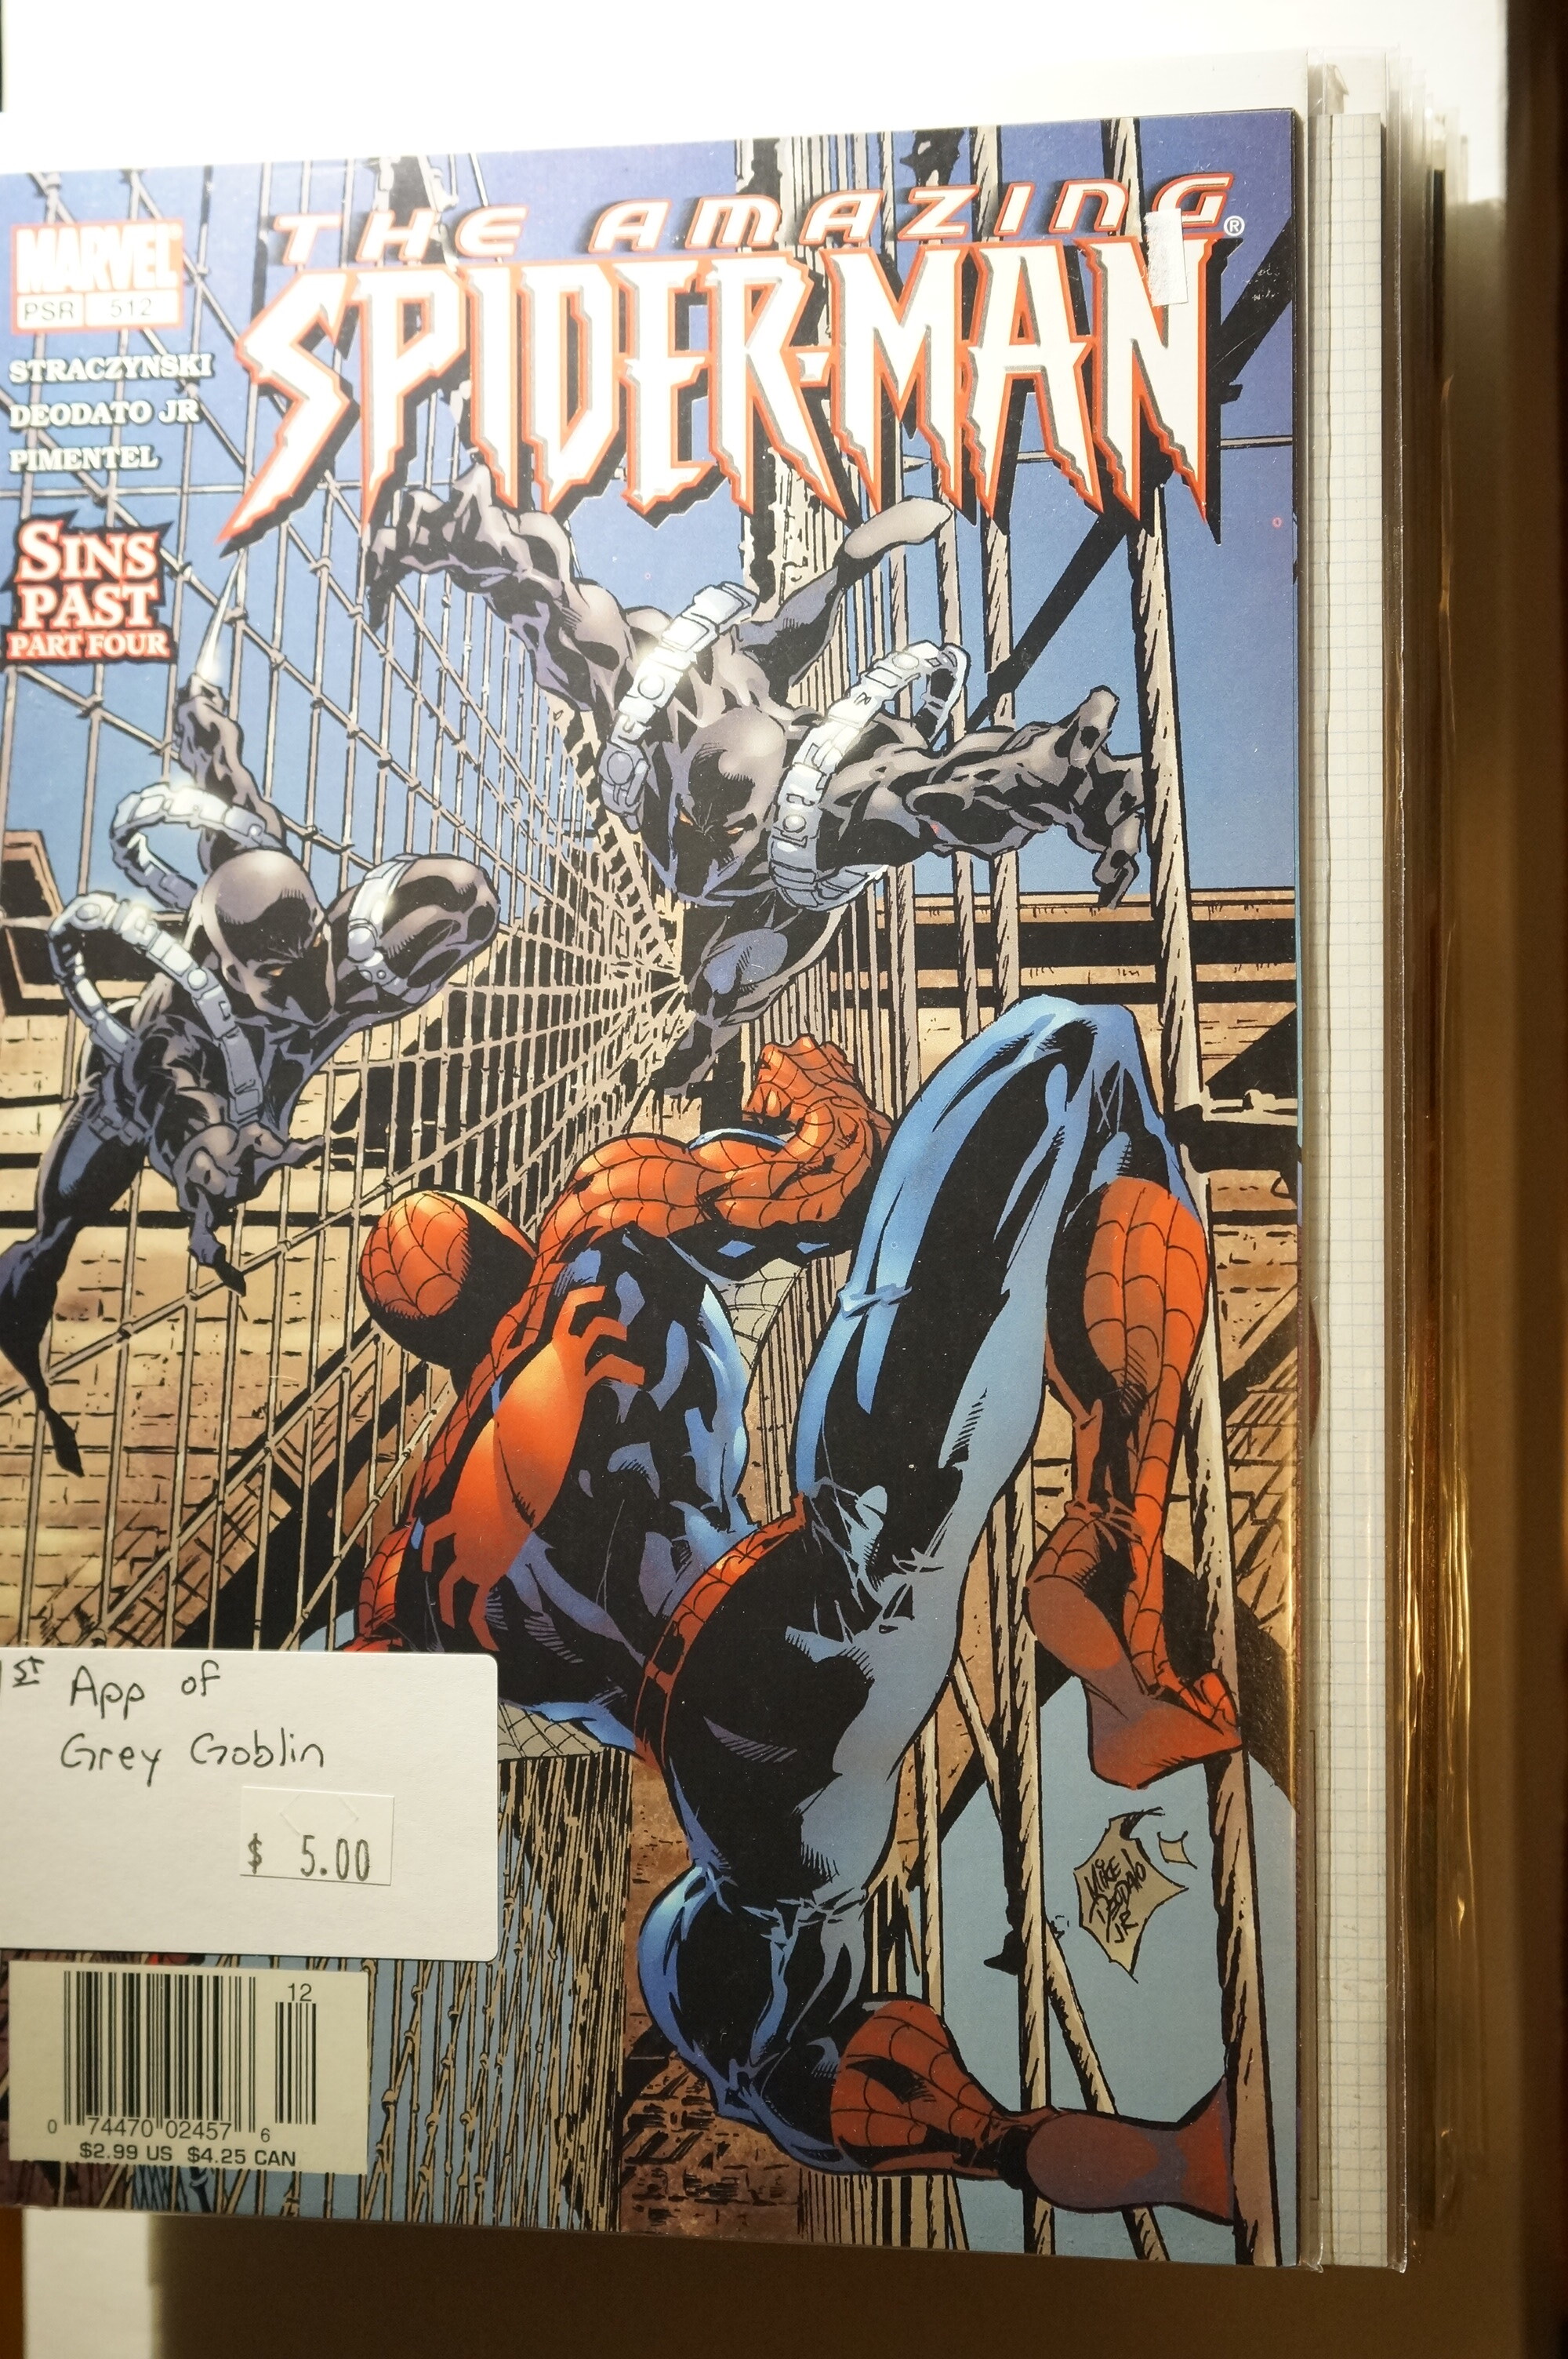 THE AMAZING
SPIDER-MAN®
MARVEL
PSR 512
STRACZYNSKI
DEODATO JR
PIMENTEL
SINS
PAST
PART FOUR
1ST App of
Grey Goblin
$ 5.00
MIKE
DEODATO
JR
12
0 74470 02457 6
$2.99 US $4.25 CAN